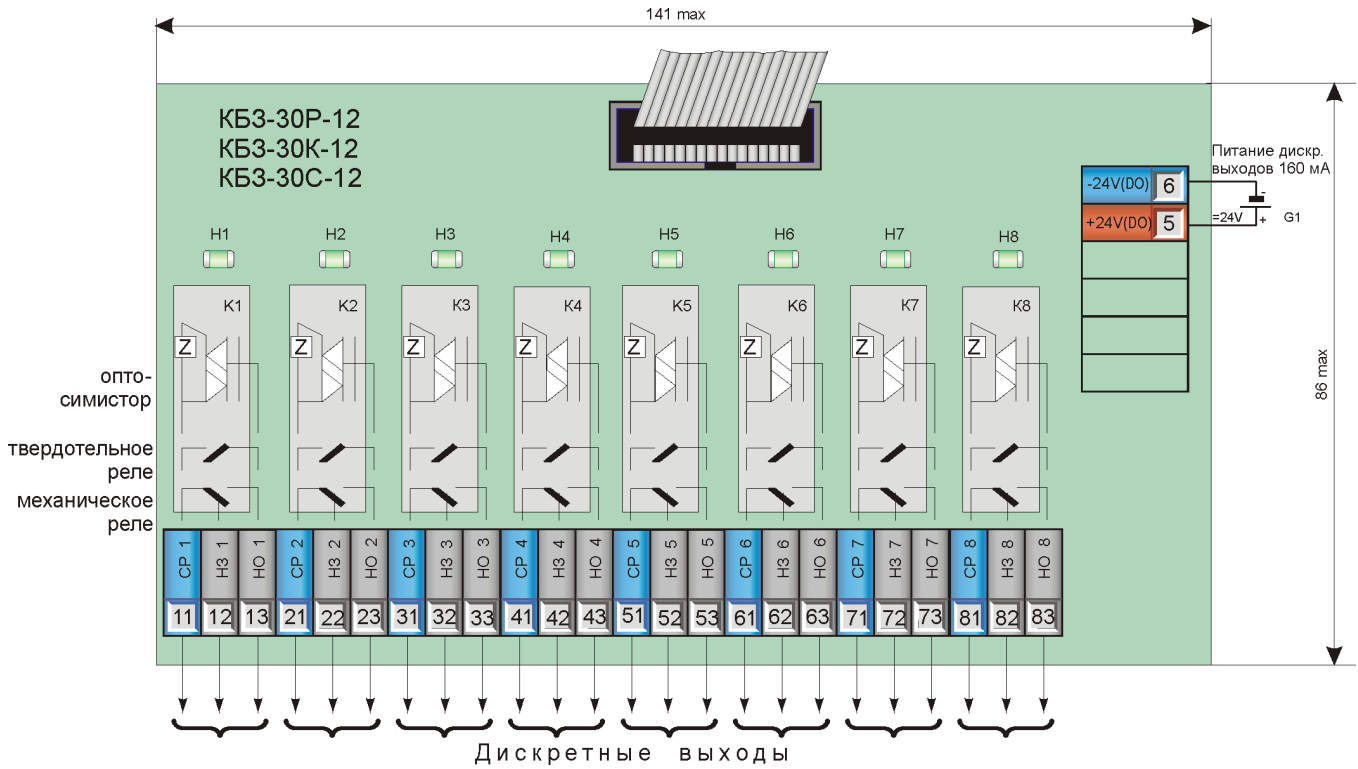 141 max
КБЗ-30Р-12
КБЗ-30К-12
КБЗ-30С-12
Питание дискр.
выходов 160 мА
-24V(DO) 6
-
=24V + G1
+24V(DO) 5
86 max
H1 H2 H3 H4 H5 H6 H7 H8
K1 K2 K3 K4 K5 K6 K7 K8
Z Z Z Z Z Z Z Z
опто-
симистор
твердотельное
реле
механическое
реле
СР 1 НЗ 1 НО 1 СР 2 НЗ 2 НО 2 СР 3 НЗ 3 НО 3 СР 4 НЗ 4 НО 4 СР 5 НЗ 5 НО 5 СР 6 НЗ 6 НО 6 СР 7 НЗ 7 НО 7 СР 8 НЗ 8 НО 8
11 12 13 21 22 23 31 32 33 41 42 43 51 52 53 61 62 63 71 72 73 81 82 83
Дискретные выходы